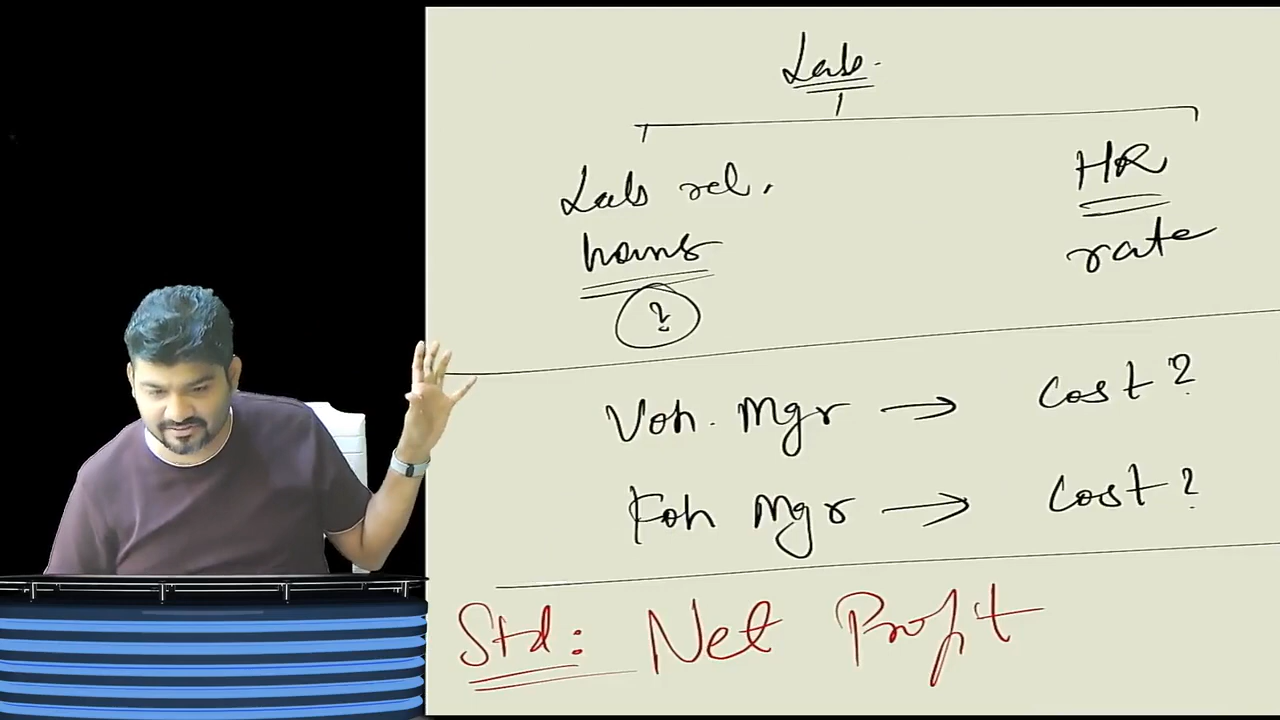 Lab.
Lab rel.
hours
?
HR
rate
Voh. Mgr → Cost?
Foh Mgr → Cost?
Std: Net Profit